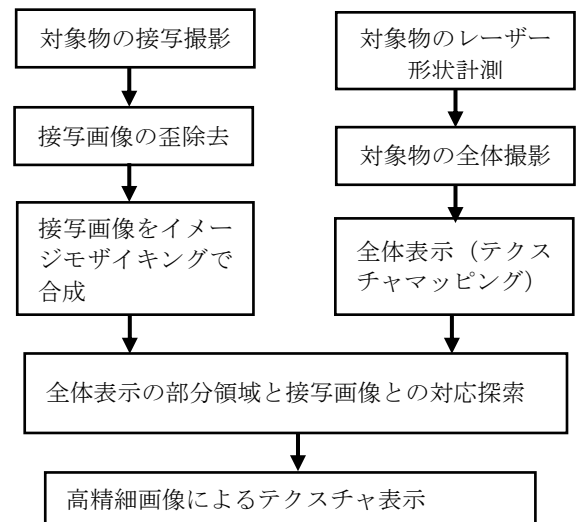 対象物の接写撮影
接写画像の歪除去
接写画像をイメー
ジモザイキングで
合成
対象物のレーザー
形状計測
対象物の全体撮影
全体表示（テクス
チャマッピング）
全体表示の部分領域と接写画像との対応探索
高精細画像によるテクスチャ表示